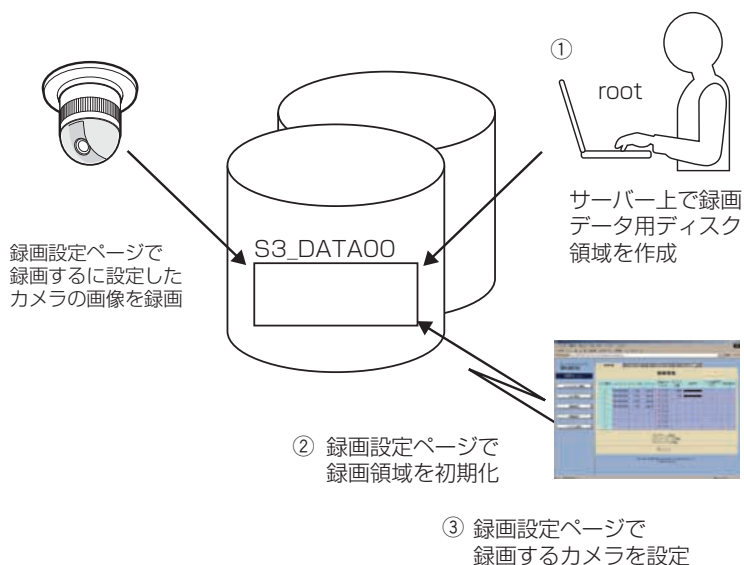 ①
root
サーバー上で録画
データ用ディスク
領域を作成
S3_DATA00
録画設定ページで
録画するに設定した
カメラの画像を録画
② 録画設定ページで
録画領域を初期化
③ 録画設定ページで
録画するカメラを設定